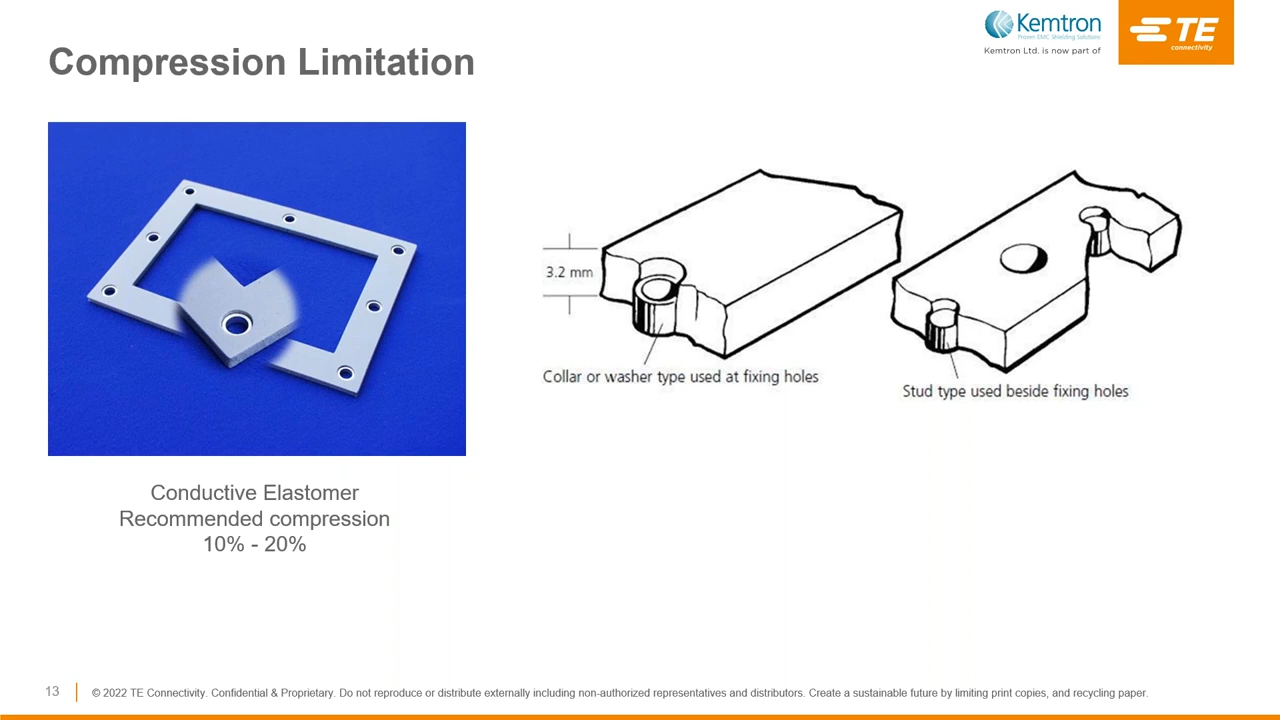 Compression Limitation
Kemtron
Proven EMC Shielding Solutions
Kemtron Ltd. is now part of
TE
connectivity
3.2 mm
Collar or washer type used at fixing holes
Stud type used beside fixing holes
Conductive Elastomer
Recommended compression
10% - 20%
13
© 2022 TE Connectivity. Confidential & Proprietary. Do not reproduce or distribute externally including non-authorized representatives and distributors. Create a sustainable future by limiting print copies, and recycling paper.